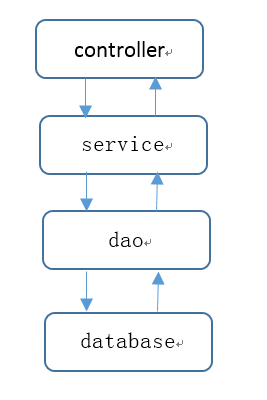 controller
service
dao
database